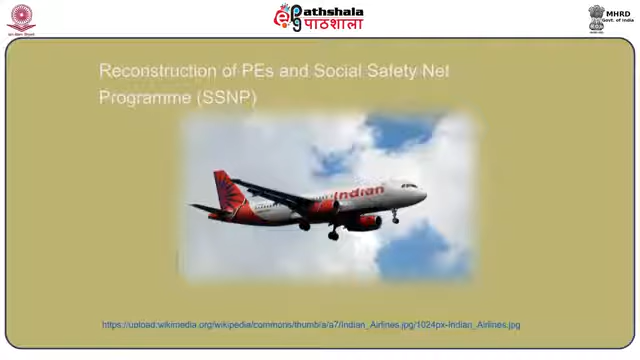 Pathshala
पाठशाला
MHRD
Govt. of India
Reconstruction of PEs and Social Safety Net
Programme (SSNP)
Indian
https://upload.wikimedia.org/wikipedia/commons/thumb/a/a7/Indian_Airlines.jpg/1024px-Indian_Airlines.jpg